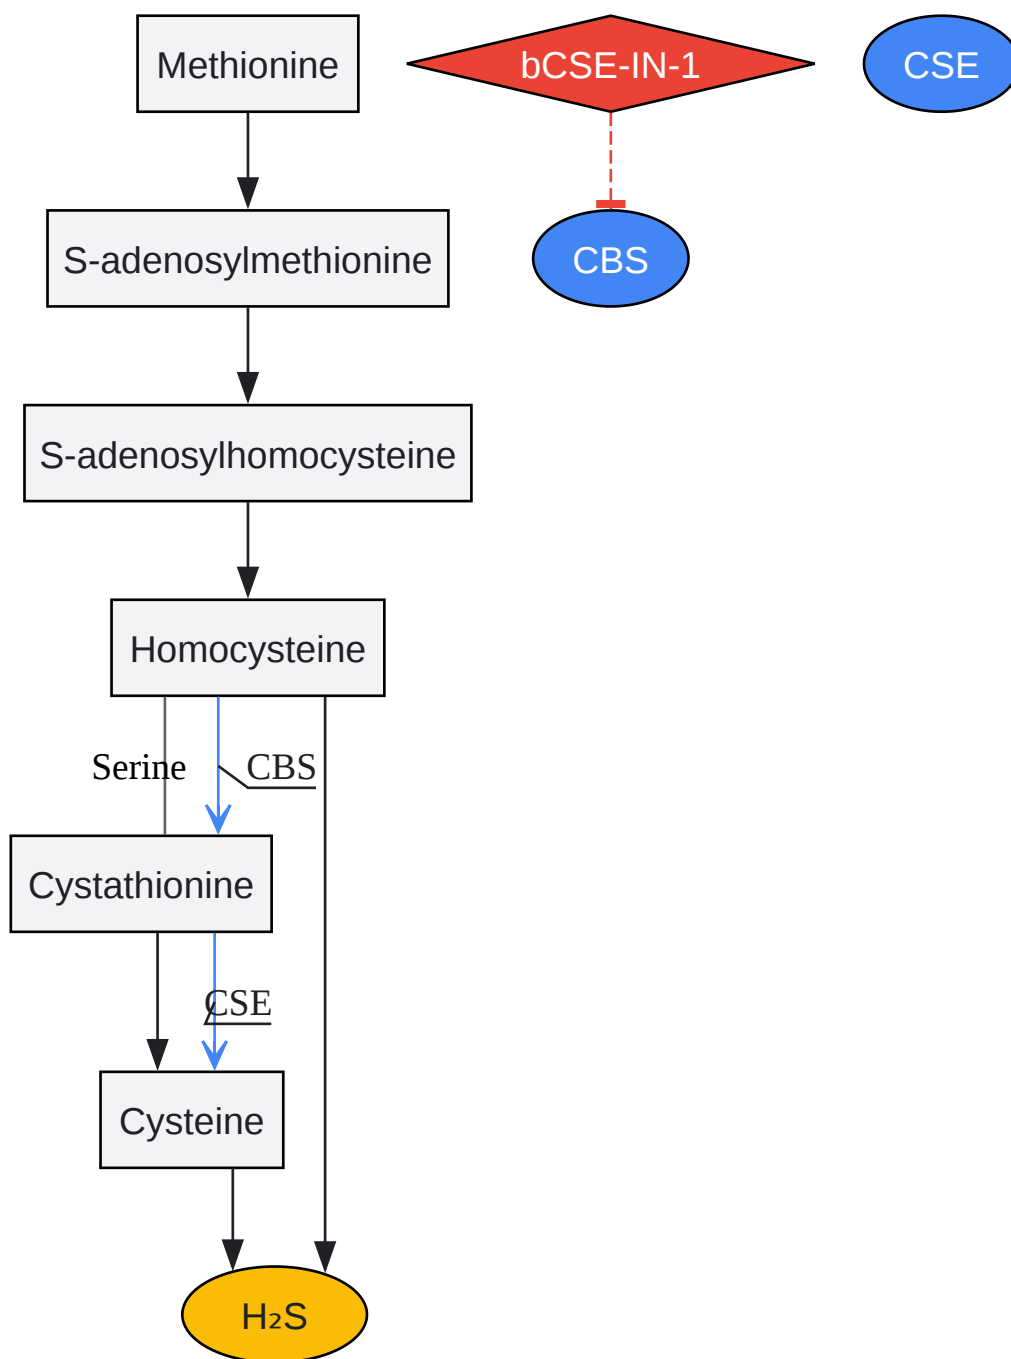 Methionine
bCSE-IN-1
CSE
S-adenosylmethionine
CBS
S-adenosylhomocysteine
Homocysteine
Serine
CBS
Cystathionine
CSE
Cysteine
H₂S